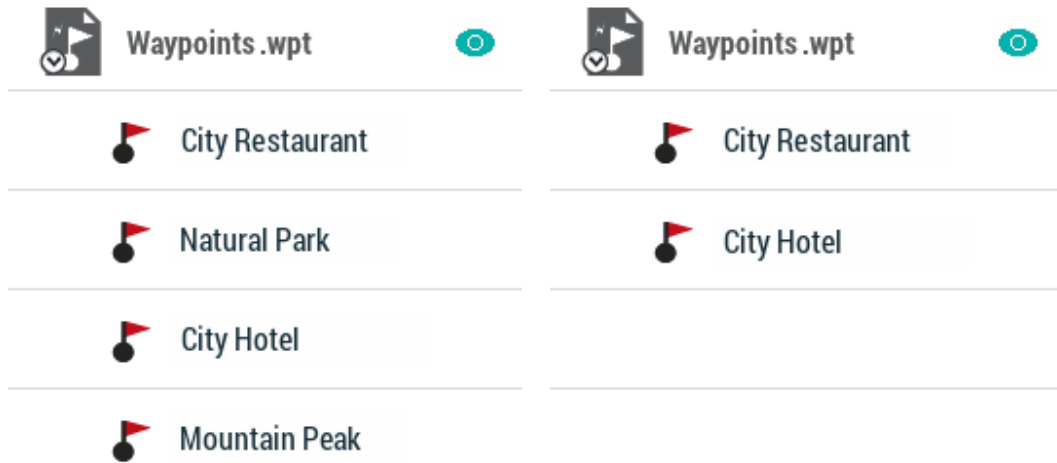 Waypoints.wpt
City Restaurant
Natural Park
City Hotel
Mountain Peak
Waypoints.wpt
City Restaurant
City Hotel